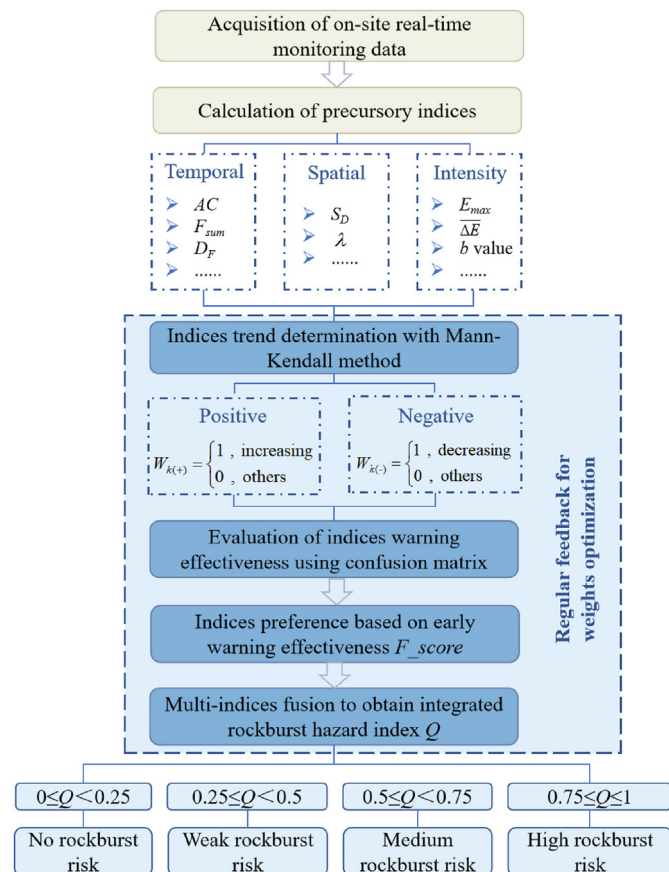 Acquisition of on-site real-time
monitoring data
Calculation of precursory indices
Temporal
➢ AC
➢ F_sum
➢ D_F
➢ ......
Spatial
➢ S_D
➢ λ
➢ ......
Intensity
➢ E_max
➢ \overline{ΔE}
➢ b value
➢ ......
Indices trend determination with Mann-
Kendall method
Positive
W_{k(+)} = { 1 , increasing
0 , others
Negative
W_{k(-)} = { 1 , decreasing
0 , others
Evaluation of indices warning
effectiveness using confusion matrix
Indices preference based on early
warning effectiveness F_score
Multi-indices fusion to obtain integrated
rockburst hazard index Q
Regular feedback for
weights optimization
0≤Q<0.25
0.25≤Q<0.5
0.5≤Q<0.75
0.75≤Q≤1
No rockburst
risk
Weak rockburst
risk
Medium
rockburst risk
High rockburst
risk